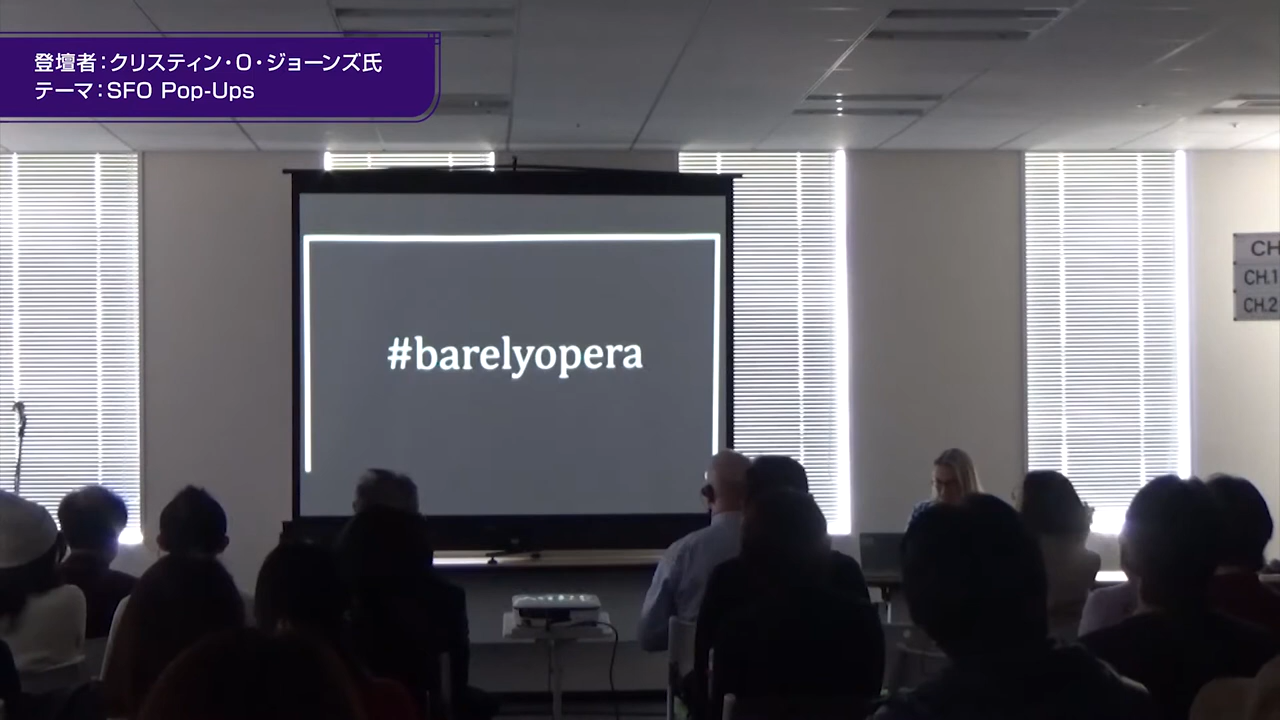 登壇者：クリスティン・O・ジョーンズ氏
テーマ：SFO Pop-Ups
#barelyopera
CH
CH.1
CH.2